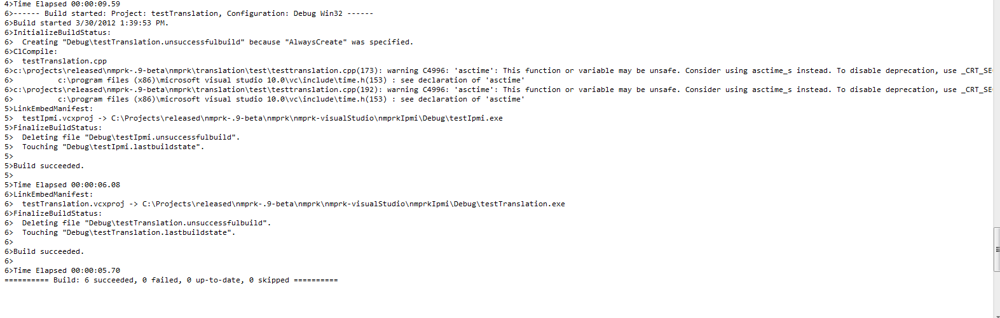 4>Time Elapsed 00:00:09.59
6>------ Build started: Project: testTranslation, Configuration: Debug Win32 ------
6>Build started 3/30/2012 1:39:53 PM.
6>InitializeBuildStatus:
6>  Creating "Debug\testTranslation.unsuccessfulbuild" because "AlwaysCreate" was specified.
6>ClCompile:
6>  testTranslation.cpp
6>c:\projects\released\nmprk-.9-beta\nmprk\translation\test\testtranslation.cpp(173): warning C4996: 'asctime': This function or variable may be unsafe. Consider using asctime_s instead. To disable deprecation, use _CRT_SE
6>          c:\program files (x86)\microsoft visual studio 10.0\vc\include\time.h(153) : see declaration of 'asctime'
6>c:\projects\released\nmprk-.9-beta\nmprk\translation\test\testtranslation.cpp(192): warning C4996: 'asctime': This function or variable may be unsafe. Consider using asctime_s instead. To disable deprecation, use _CRT_SE
6>          c:\program files (x86)\microsoft visual studio 10.0\vc\include\time.h(153) : see declaration of 'asctime'
5>LinkEmbedManifest:
5>  testIpmi.vcxproj -> C:\Projects\released\nmprk-.9-beta\nmprk\nmprk-visualStudio\nmprkIpmi\Debug\testIpmi.exe
5>FinalizeBuildStatus:
5>  Deleting file "Debug\testIpmi.unsuccessfulbuild".
5>  Touching "Debug\testIpmi.lastbuildstate".
5>
5>Build succeeded.
5>
5>Time Elapsed 00:00:06.08
6>LinkEmbedManifest:
6>  testTranslation.vcxproj -> C:\Projects\released\nmprk-.9-beta\nmprk\nmprk-visualStudio\nmprkIpmi\Debug\testTranslation.exe
6>FinalizeBuildStatus:
6>  Deleting file "Debug\testTranslation.unsuccessfulbuild".
6>  Touching "Debug\testTranslation.lastbuildstate".
6>
6>Build succeeded.
6>
6>Time Elapsed 00:00:05.70
========== Build: 6 succeeded, 0 failed, 0 up-to-date, 0 skipped ==========